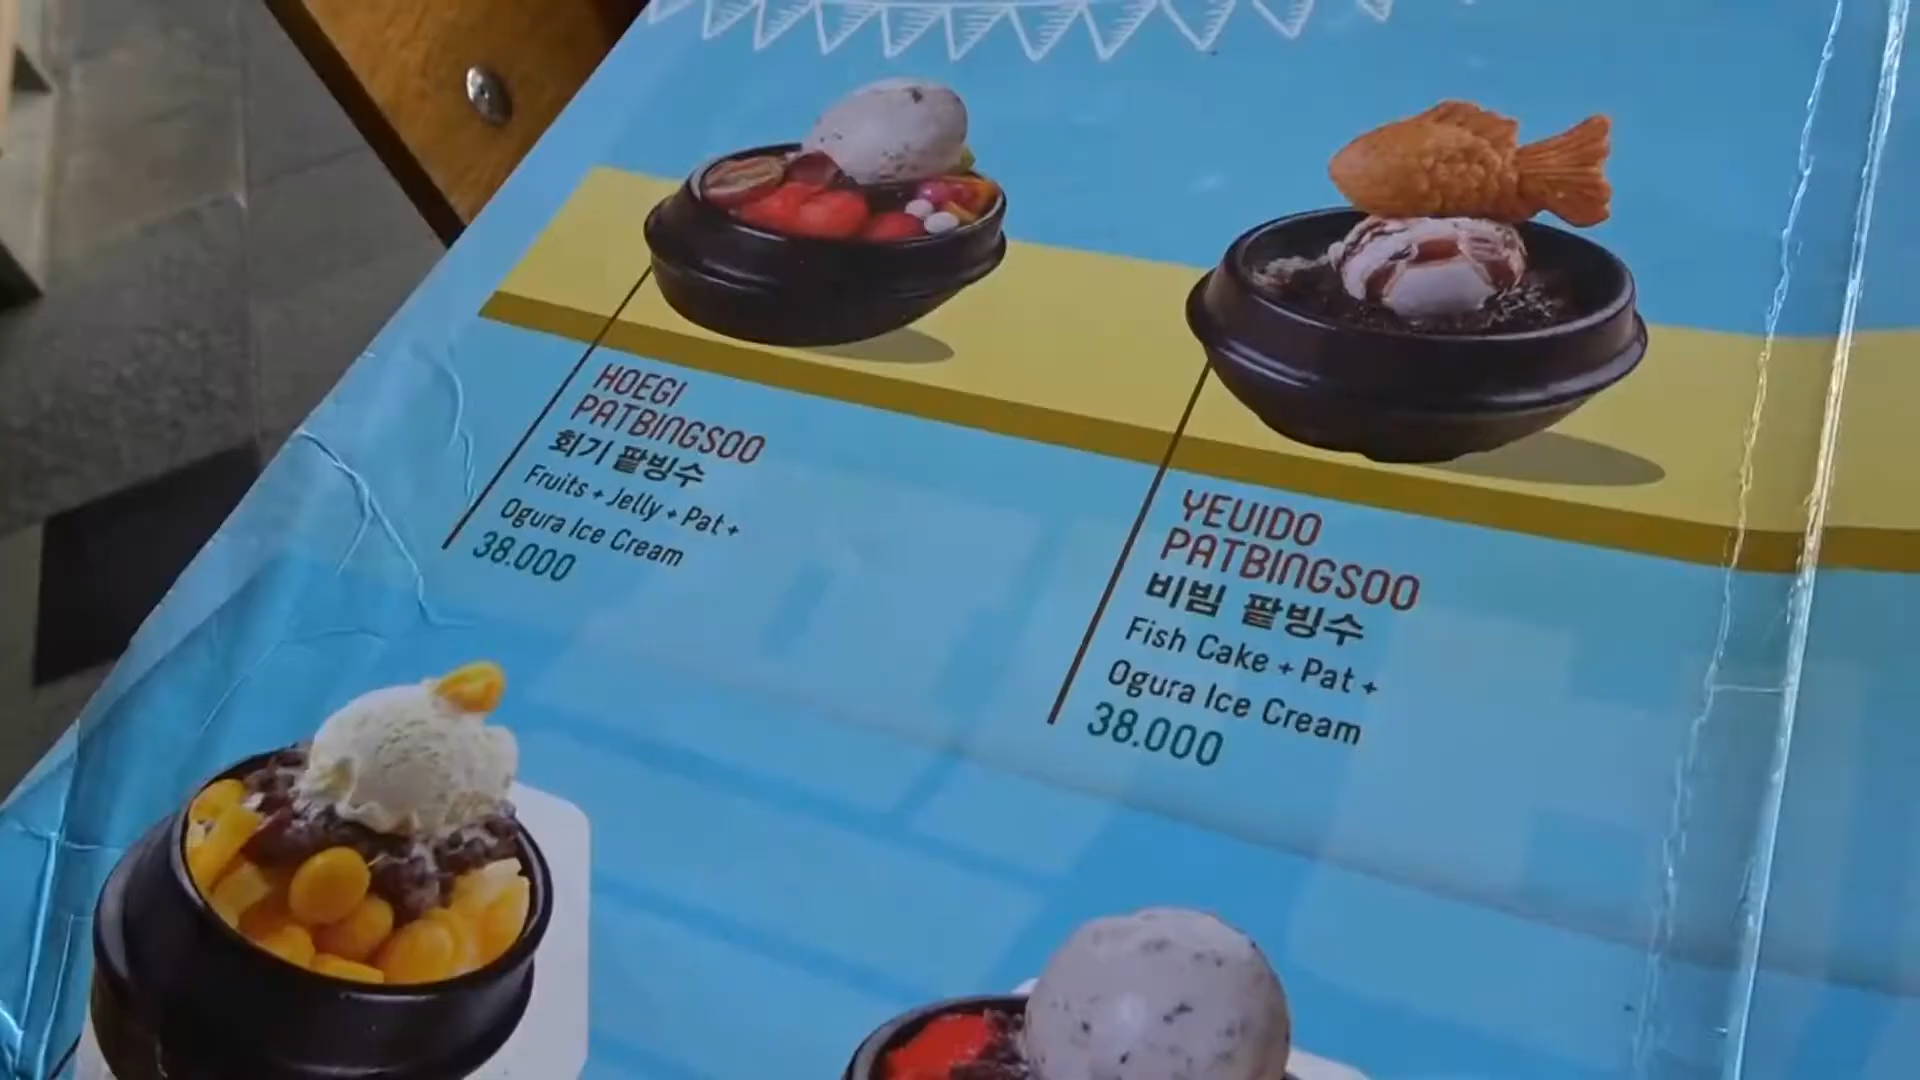 HOEGI
PATBINGSOO
회기 팥빙수
Fruits + Jelly + Pat +
Ogura Ice Cream
38.000
YEUIDO
PATBINGSOO
비빔 팥빙수
Fish Cake + Pat +
Ogura Ice Cream
38.000